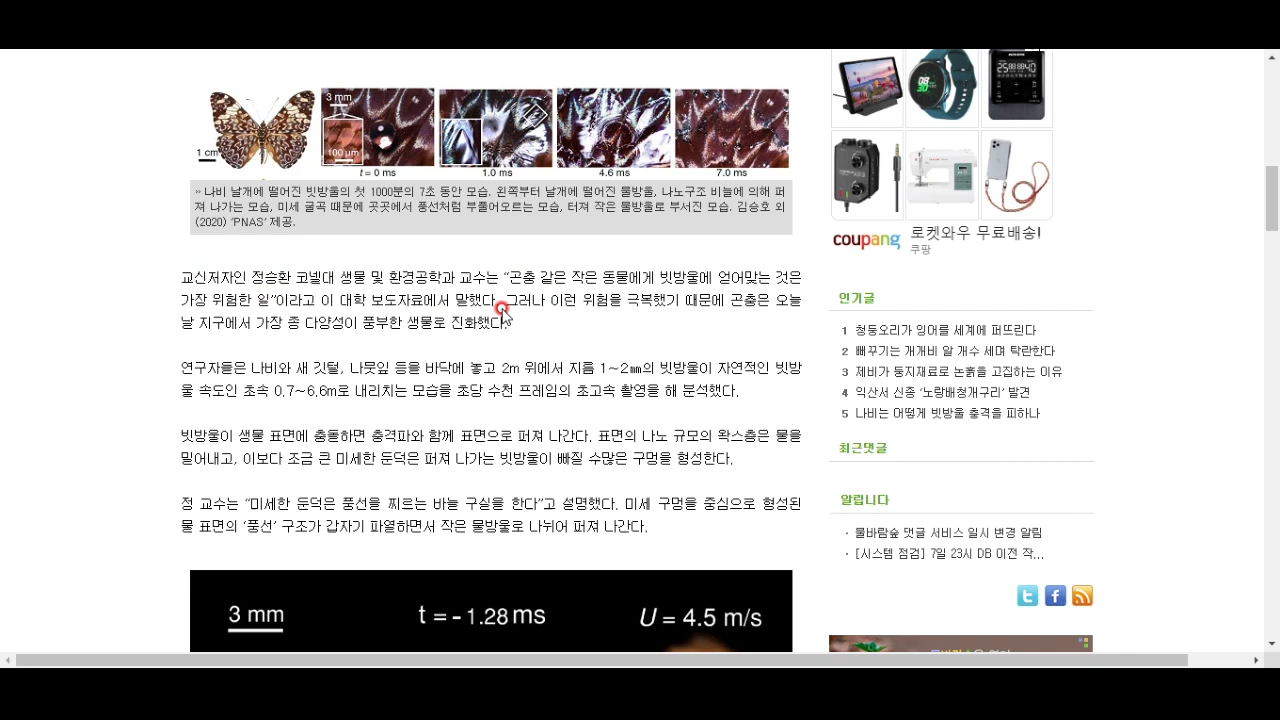 3 mm
1 cm
100 µm
t = 0 ms
1.0 ms
4.6 ms
7.0 ms
» 나비 날개에 떨어진 빗방울의 첫 1000분의 7초 동안 모습. 왼쪽부터 날개에 떨어진 물방울, 나노구조 비늘에 의해 퍼
져 나가는 모습, 미세 굴곡 때문에 곳곳에서 풍선처럼 부풀어오르는 모습, 터져 작은 물방울로 부서진 모습. 김승호 외
(2020) ‘PNAS’ 제공.
교신저자인 정승환 코넬대 생물 및 환경공학과 교수는 “곤충 같은 작은 동물에게 빗방울에 얻어맞는 것은
가장 위험한 일”이라고 이 대학 보도자료에서 말했다. 그러나 이런 위험을 극복했기 때문에 곤충은 오늘
날 지구에서 가장 종 다양성이 풍부한 생물로 진화했다.
연구자들은 나비와 새 깃털, 나뭇잎 등을 바닥에 놓고 2m 위에서 지름 1~2㎜의 빗방울이 자연적인 빗방
울 속도인 초속 0.7~6.6m로 내리치는 모습을 초당 수천 프레임의 초고속 촬영을 해 분석했다.
빗방울이 생물 표면에 충돌하면 충격파와 함께 표면으로 퍼져 나간다. 표면의 나노 규모의 왁스층은 물을
밀어내고, 이보다 조금 큰 미세한 둔덕은 퍼져 나가는 빗방울이 빠질 수많은 구멍을 형성한다.
정 교수는 “미세한 둔덕은 풍선을 찌르는 바늘 구실을 한다”고 설명했다. 미세 구멍을 중심으로 형성된
물 표면의 ‘풍선’ 구조가 갑자기 파열하면서 작은 물방울로 나뉘어 퍼져 나간다.
3 mm
t = - 1.28 ms
U = 4.5 m/s
coupang
로켓와우 무료배송!
쿠팡
인기글
1 청둥오리가 잉어를 세계에 퍼뜨린다
2 뻐꾸기는 개개비 알 개수 세며 탁란한다
3 제비가 둥지재료로 논흙을 고집하는 이유
4 익산서 신종 ‘노랑배청개구리’ 발견
5 나비는 어떻게 빗방울 충격을 피하나
최근댓글
알립니다
· 물바람숲 댓글 서비스 일시 변경 알림
· [시스템 점검] 7일 23시 DB 이전 작...